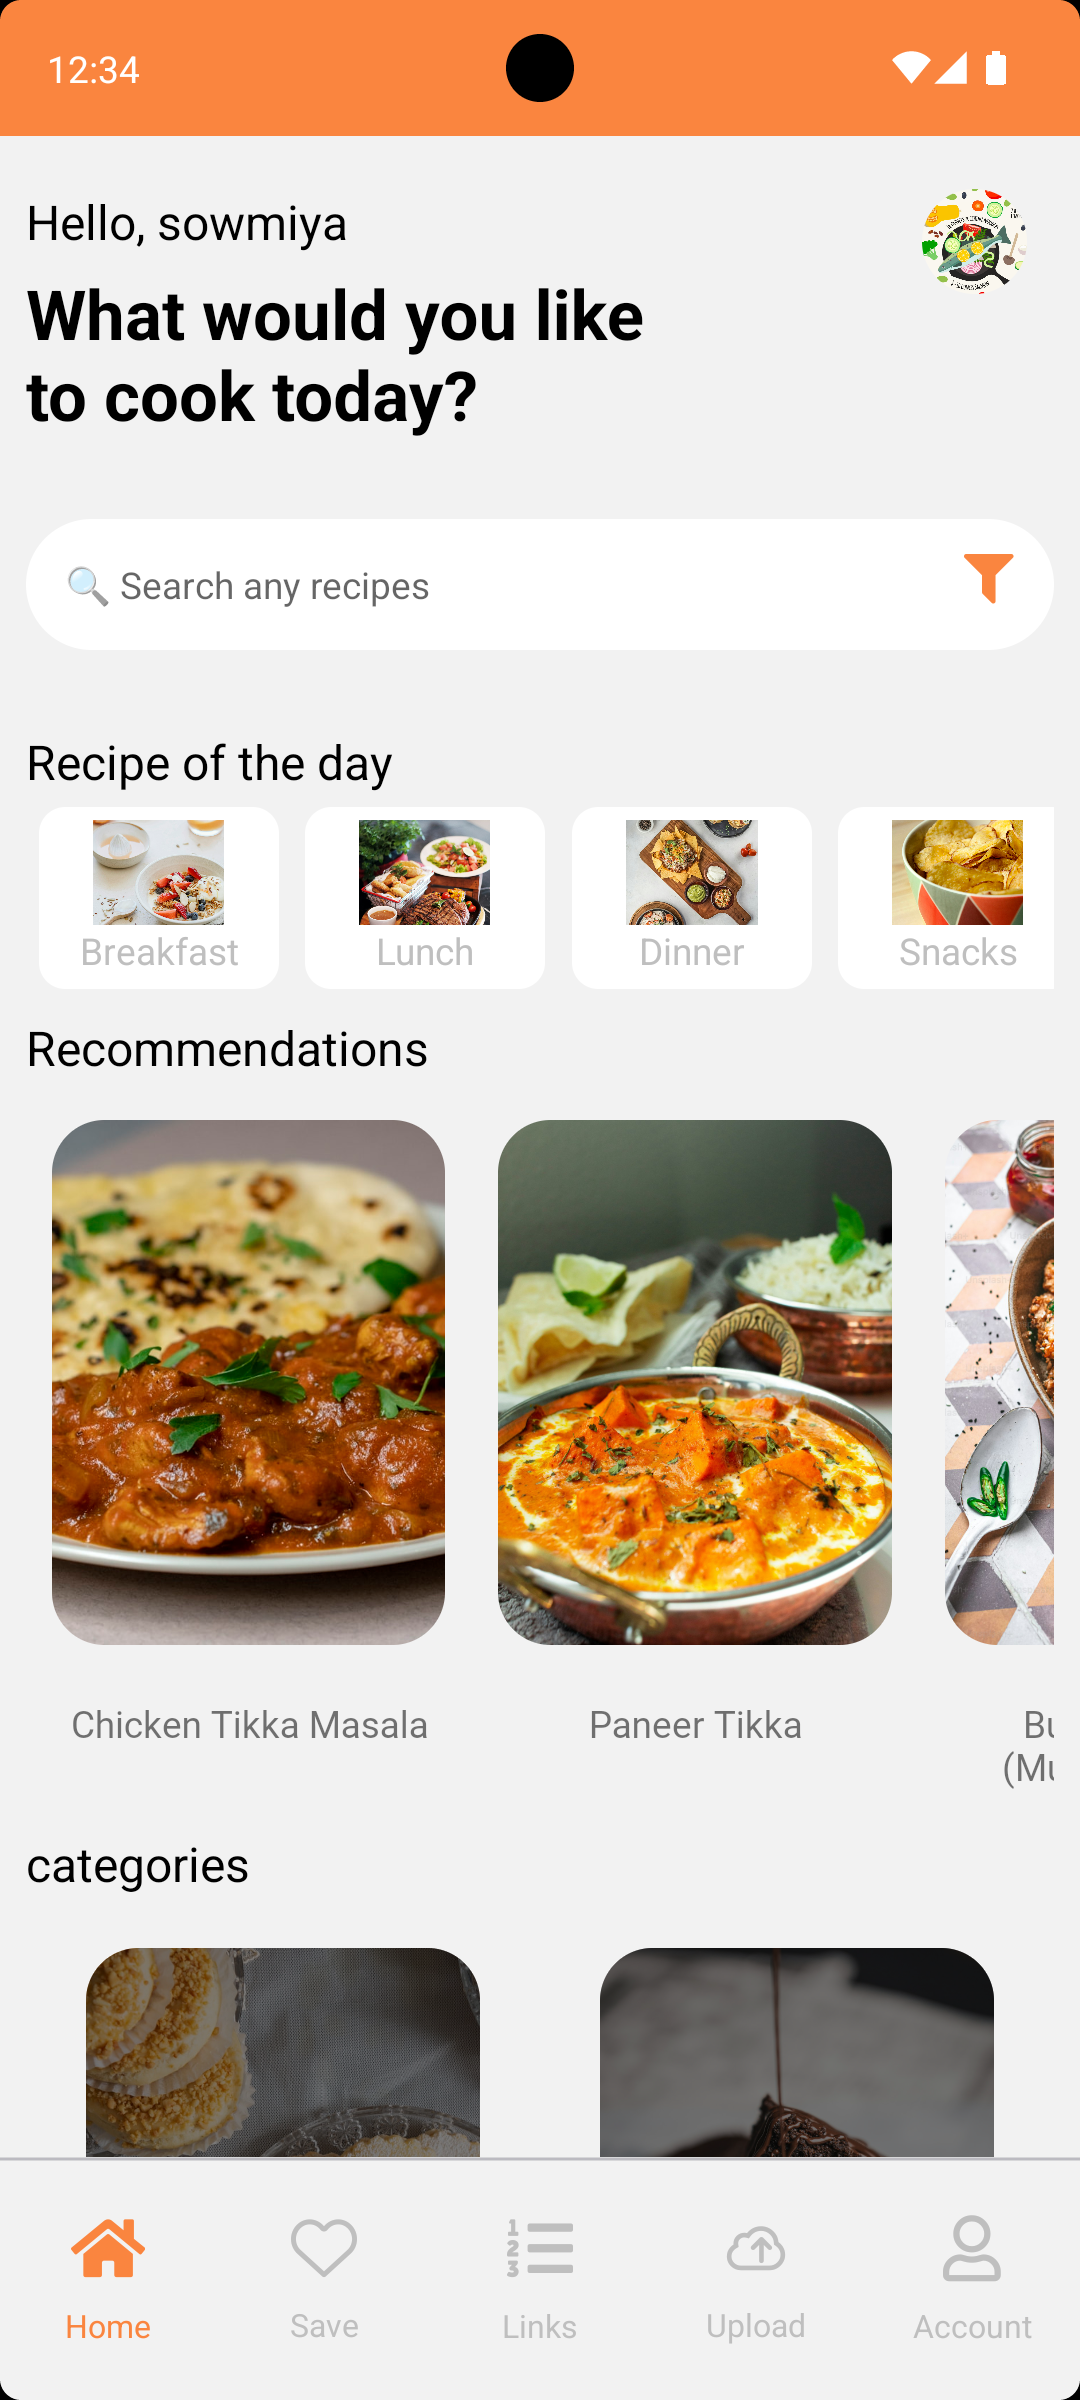 12:34
Hello, sowmiya
What would you like
to cook today?
🔍 Search any recipes
Recipe of the day
Breakfast
Lunch
Dinner
Snacks
Recommendations
Chicken Tikka Masala
Paneer Tikka
Bu
(Mu
categories
Home
Save
Links
Upload
Account